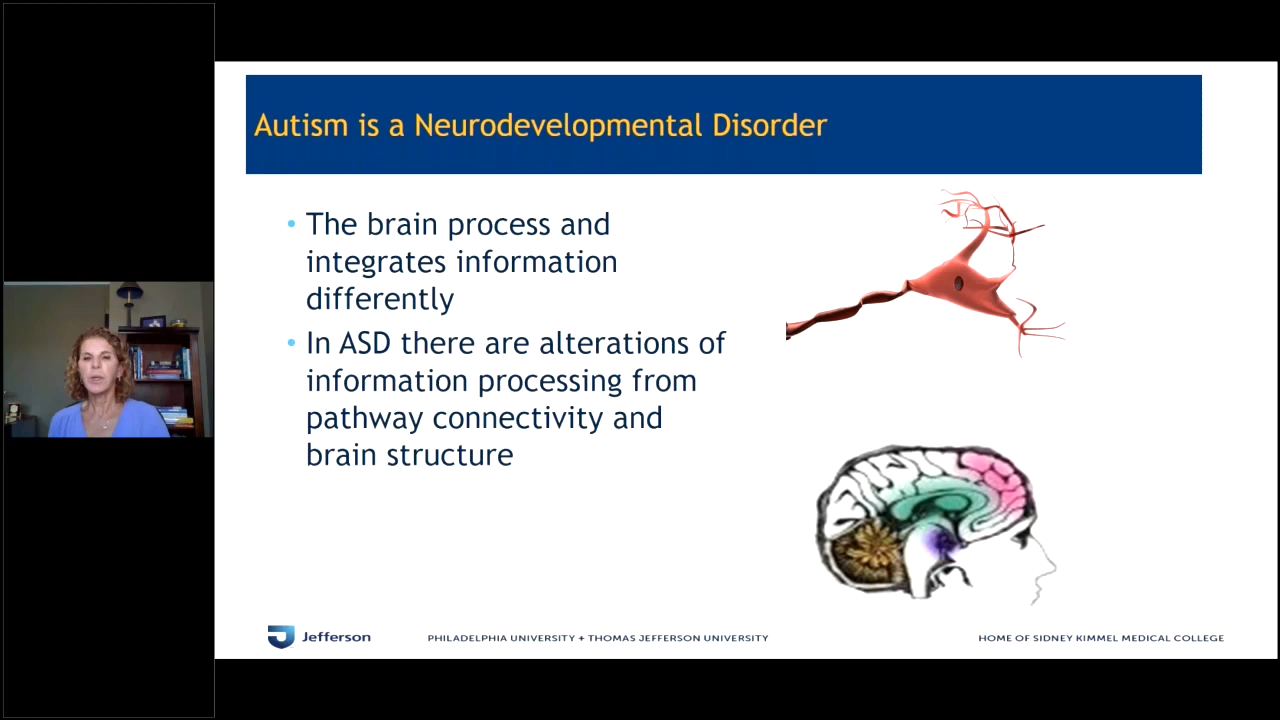 Autism is a Neurodevelopmental Disorder
• The brain process and
integrates information
differently
• In ASD there are alterations of
information processing from
pathway connectivity and
brain structure
Jefferson
PHILADELPHIA UNIVERSITY + THOMAS JEFFERSON UNIVERSITY
HOME OF SIDNEY KIMMEL MEDICAL COLLEGE